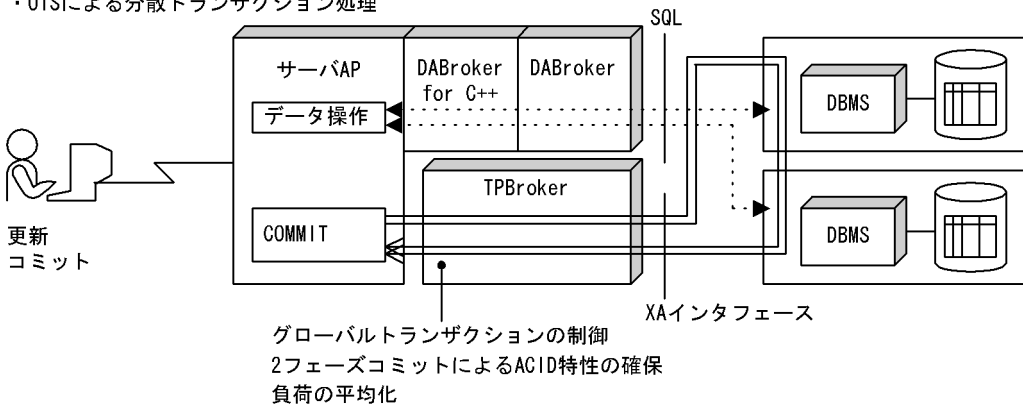 ・OTSによる分散トランザクション処理
SQL
サーバAP
DABroker
for C++
DABroker
DBMS
データ操作
TPBroker
COMMIT
DBMS
更新
コミット
XAインタフェース
グローバルトランザクションの制御
2フェーズコミットによるACID特性の確保
負荷の平均化